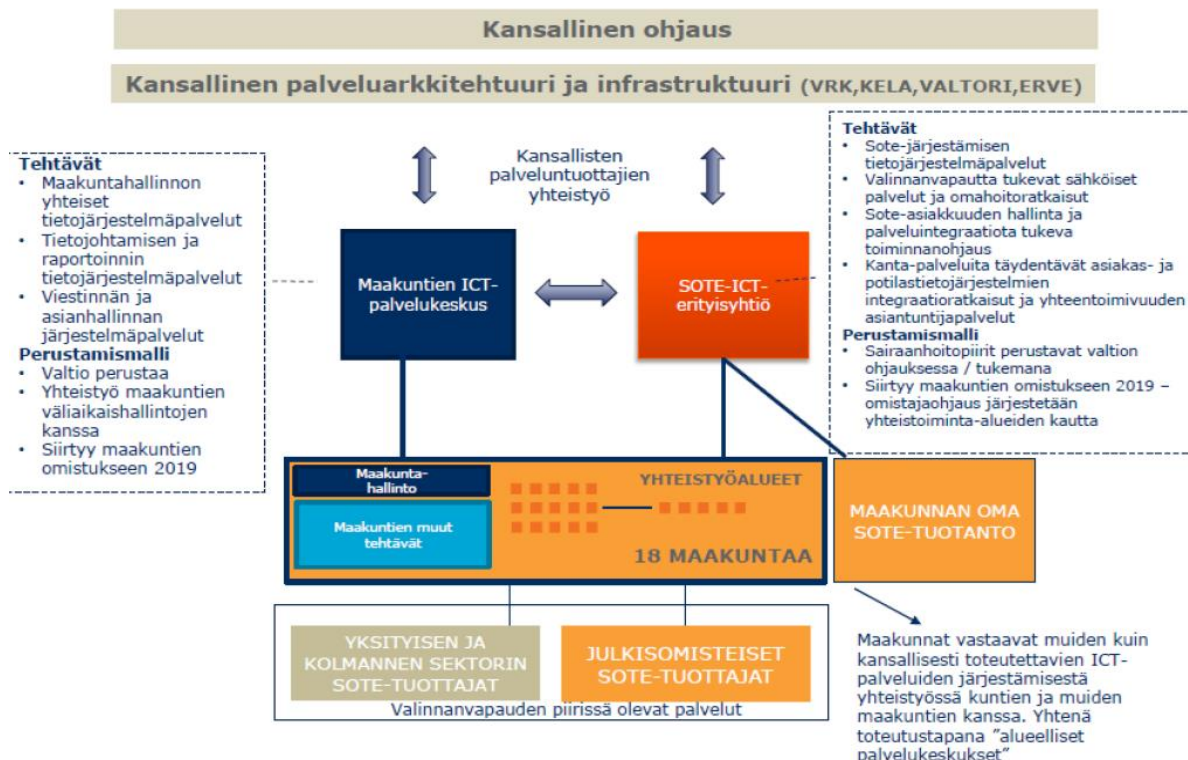 Kansallinen ohjaus
Kansallinen palveluarkkitehtuuri ja infrastruktuuri (VRK,KELA,VALTORI,ERVE)
Tehtävät
• Maakuntahallinnon
yhteiset
tietojärjestelmäpalvelut
• Tietojohtamisen ja
raportoinnin
tietojärjestelmäpalvelut
• Viestinnän ja
asianhallinnan
järjestelmäpalvelut
Perustamismalli
• Valtio perustaa
• Yhteistyö maakuntien
väliaikaishallintojen
kanssa
• Siirtyy maakuntien
omistukseen 2019
Kansallisten
palveluntuottajien
yhteistyö
Maakuntien ICT-
palvelukeskus
SOTE-ICT-
erityisyhtiö
Tehtävät
• Sote-järjestämisen
tietojärjestelmäpalvelut
• Valinnanvapautta tukevat sähköiset
palvelut ja omahoitoratkaisut
• Sote-asiakkuuden hallinta ja
palveluintegraatiota tukeva
toiminnanohjaus
• Kanta-palveluita täydentävät asiakas- ja
potilastietojärjestelmien
integraatioratkaisut ja yhteentoimivuuden
asiantuntijapalvelut
Perustamismalli
• Sairaanhoitopiirit perustavat valtion
ohjauksessa / tukemana
• Siirtyy maakuntien omistukseen 2019 –
omistajaohjaus järjestetään
yhteistoiminta-alueiden kautta
Maakunta-
hallinto
Maakuntien muut
tehtävät
YHTEISTYÖALUEET
18 MAAKUNTAA
MAAKUNNAN OMA
SOTE-TUOTANTO
YKSITYISEN JA
KOLMANNEN SEKTORIN
SOTE-TUOTTAJAT
JULKISOMISTEISET
SOTE-TUOTTAJAT
Valinnanvapauden piirissä olevat palvelut
Maakunnat vastaavat muiden kuin
kansallisesti toteutettavien ICT-
palveluiden järjestämisestä
yhteistyössä kuntien ja muiden
maakuntien kanssa. Yhtenä
toteutustapana ”alueelliset
palvelukeskukset”